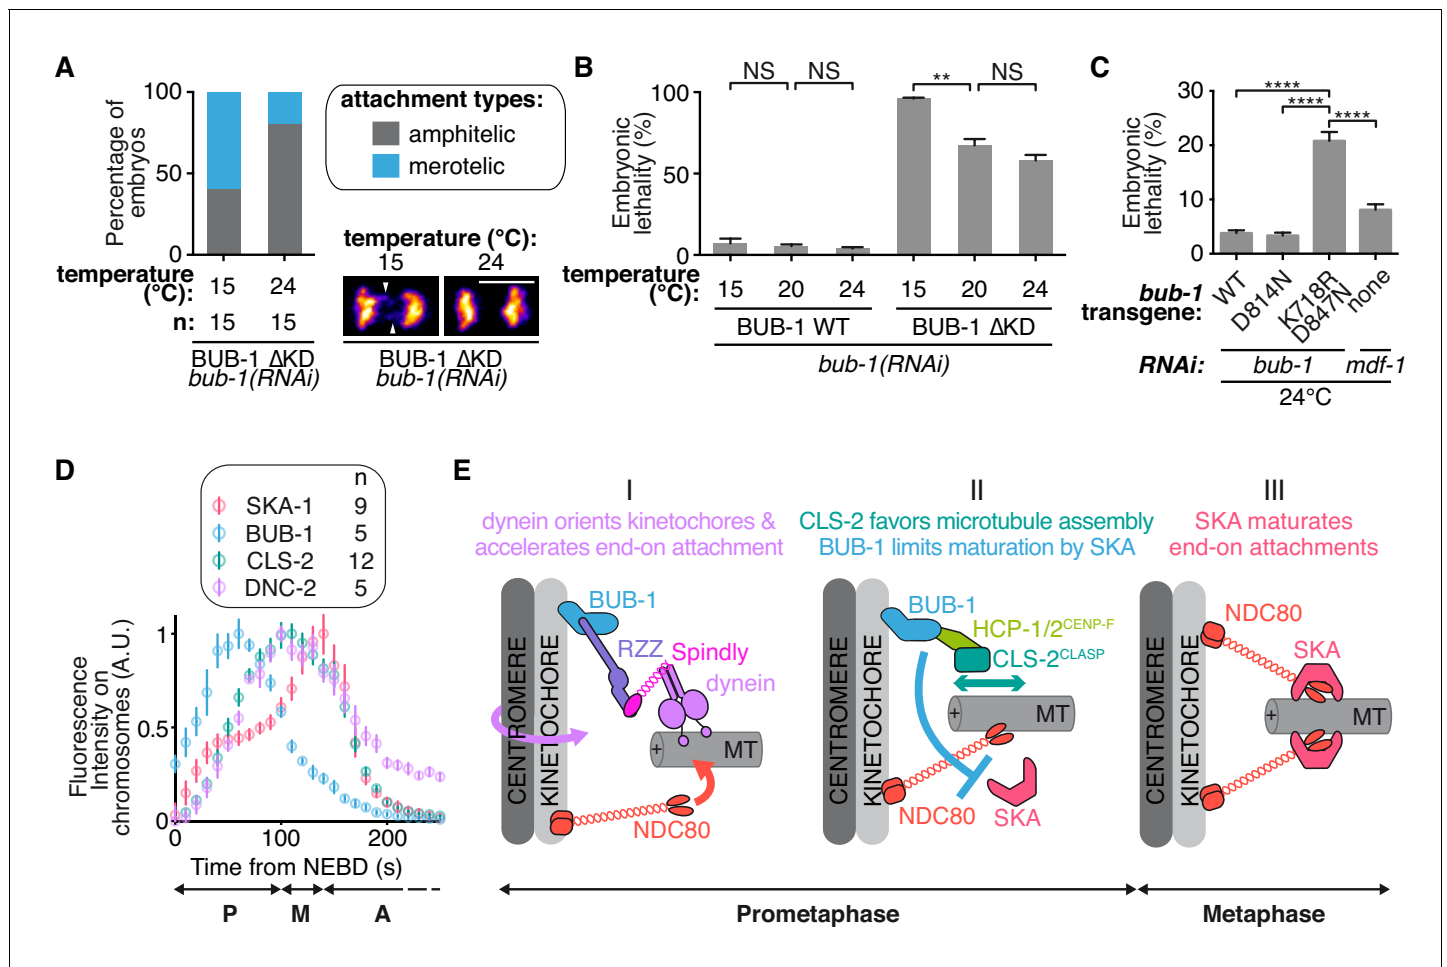 A
100
50
0
Percentage of
embryos
attachment types:
amphitelic
merotelic
temperature
(°C):
15
24
n:
15
15
BUB-1 ΔKD
bub-1(RNAi)
temperature (°C):
15
24
BUB-1 ΔKD
bub-1(RNAi)
B
NS
NS
**
NS
100
50
0
Embryonic
lethality (%)
temperature
(°C):
15
20
24
15
20
24
BUB-1 WT
BUB-1 ΔKD
bub-1(RNAi)
C
****
****
****
30
20
10
0
Embryonic
lethality (%)
bub-1
transgene:
WT
D814N
K718R
D847N
none
RNAi:
bub-1
mdf-1
24°C
D
n
SKA-1 9
BUB-1 5
CLS-2 12
DNC-2 5
1
0.5
0
Fluorescence
Intensity on
chromosomes (A.U.)
0
100
200
Time from NEBD (s)
P
M
A
E
I
dynein orients kinetochores &
accelerates end-on attachment
CENTROMERE
KINETOCHORE
BUB-1
RZZ
Spindly
dynein
+
MT
NDC80
II
CLS-2 favors microtubule assembly
BUB-1 limits maturation by SKA
CENTROMERE
KINETOCHORE
BUB-1
HCP-1/2CENP-F
CLS-2CLASP
+
MT
NDC80
SKA
III
SKA maturates
end-on attachments
CENTROMERE
KINETOCHORE
NDC80
SKA
+
MT
Prometaphase
Metaphase